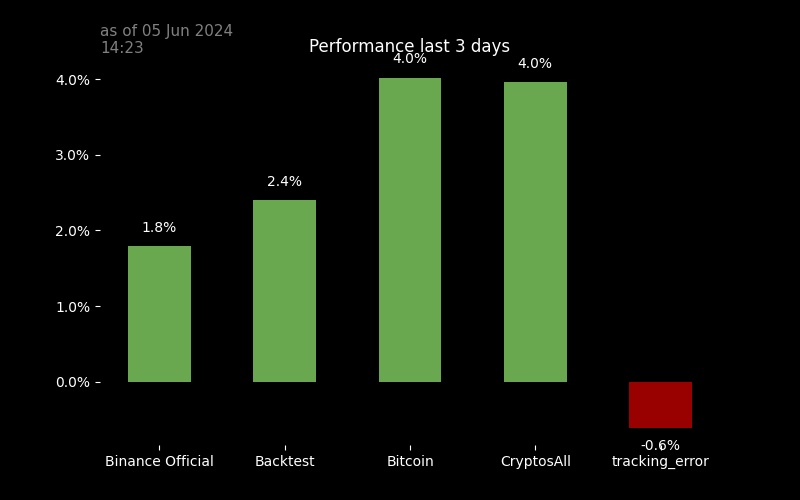 as of 05 Jun 2024
14:23
Performance last 3 days
4.0%
4.0%
4.0%
3.0%
2.4%
1.8%
2.0%
1.0%
0.0%
-0.6%
Binance Official
Backtest
Bitcoin
CryptosAll
tracking_error